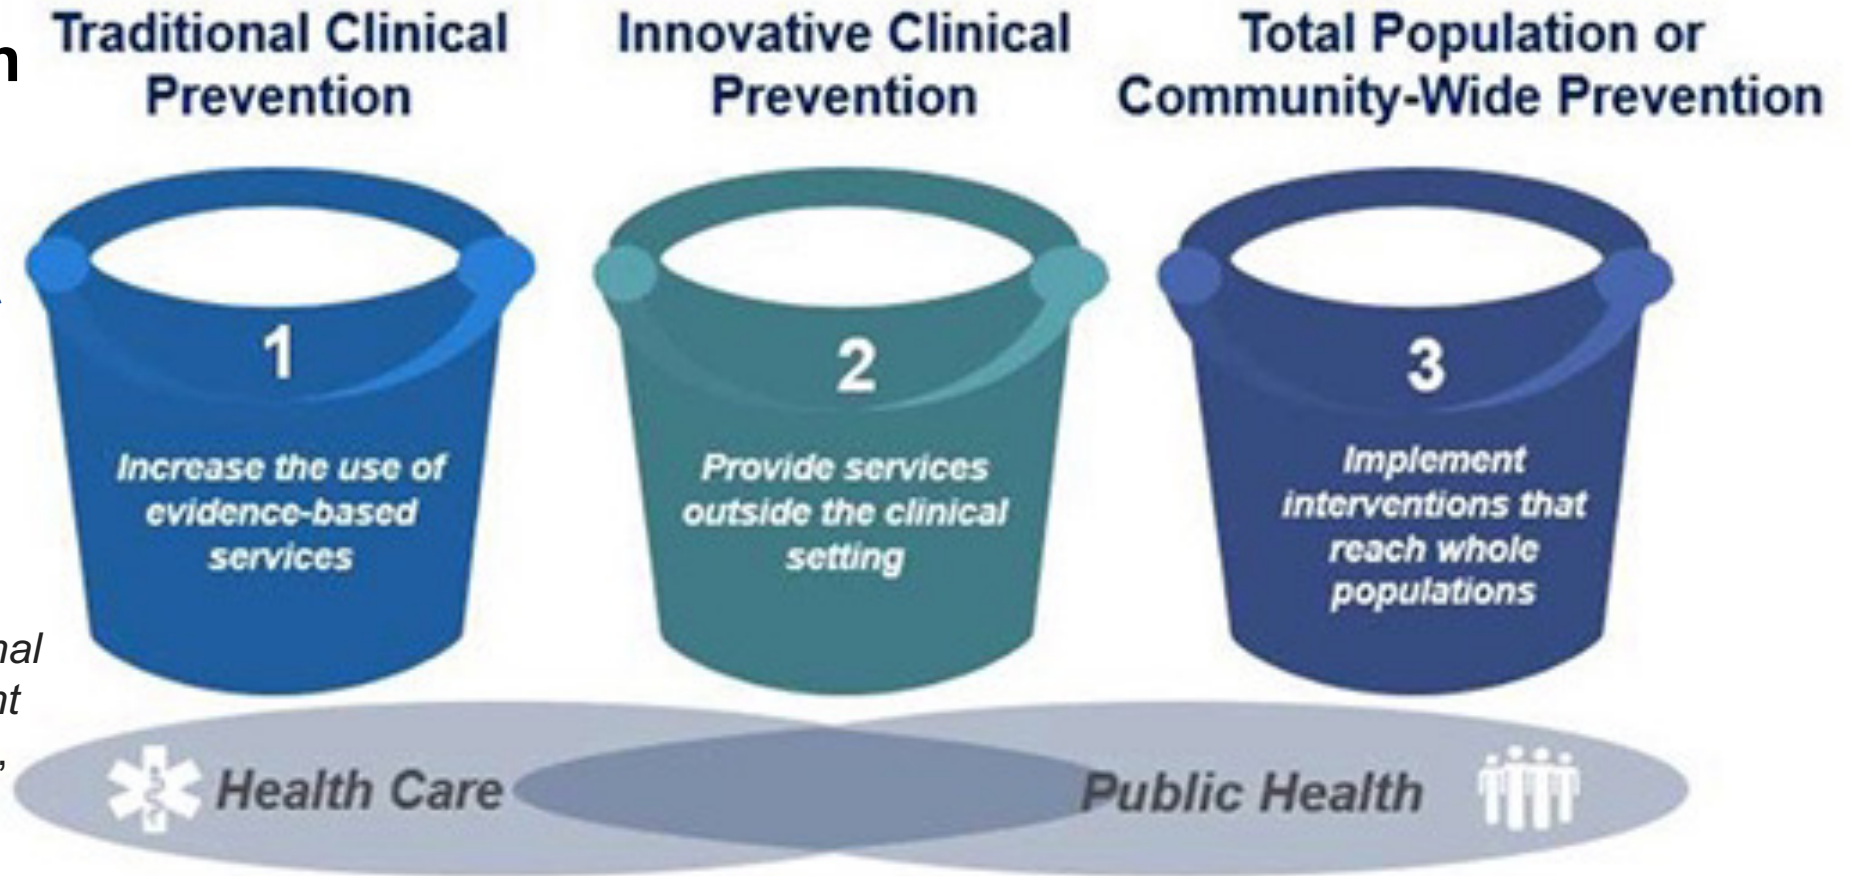 Traditional Clinical
Prevention
Innovative Clinical
Prevention
Total Population or
Community-Wide Prevention
1
Increase the use of
evidence-based
services
2
Provide services
outside the clinical
setting
3
Implement
interventions that
reach whole
populations
Health Care
Public Health